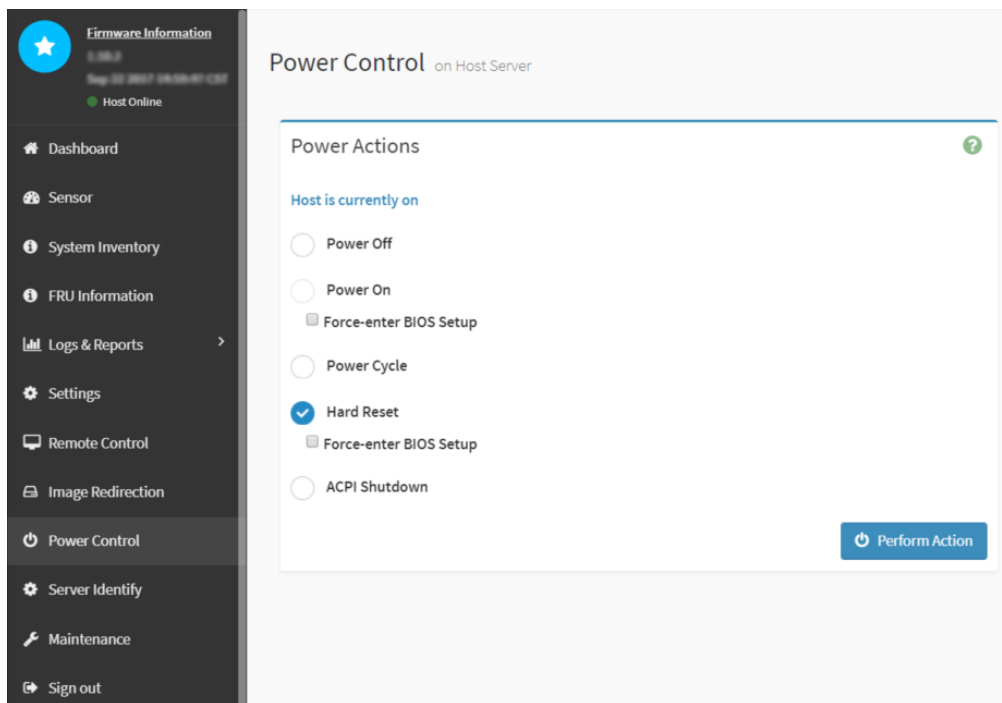 Firmware Information
Host Online
Dashboard
Sensor
System Inventory
FRU Information
Logs & Reports
Settings
Remote Control
Image Redirection
Power Control
Server Identify
Maintenance
Sign out
Power Control on Host Server
Power Actions
Host is currently on
Power Off
Power On
Force-enter BIOS Setup
Power Cycle
Hard Reset
Force-enter BIOS Setup
ACPI Shutdown
Perform Action